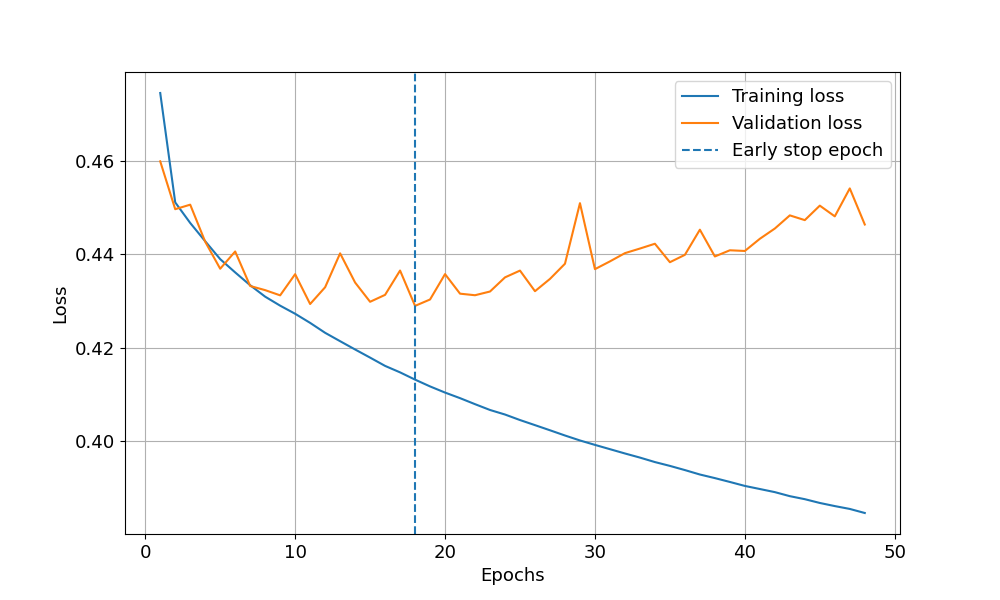 Training loss
Validation loss
Early stop epoch
Loss
0.46
0.44
0.42
0.40
0 10 20 30 40 50
Epochs